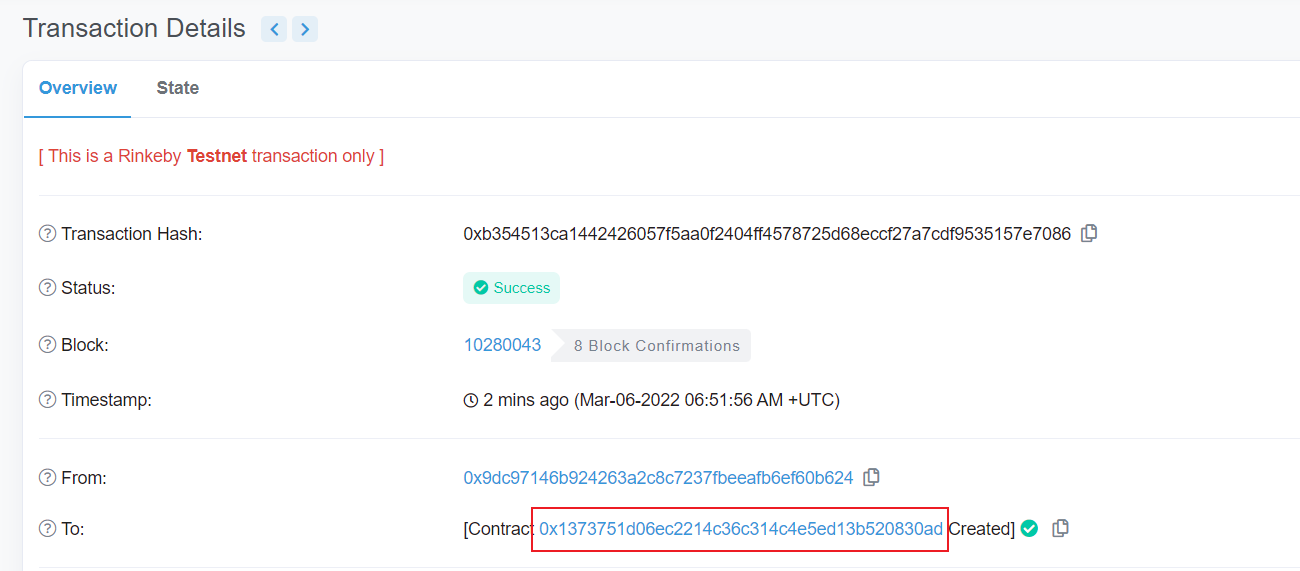 Transaction Details
Overview State
[ This is a Rinkeby Testnet transaction only ]
Transaction Hash: 0xb354513ca1442426057f5aa0f2404ff4578725d68eccf27a7cdf9535157e7086
Status: Success
Block: 10280043 8 Block Confirmations
Timestamp: 2 mins ago (Mar-06-2022 06:51:56 AM +UTC)
From: 0x9dc97146b924263a2c8c7237fbeeafb6ef60b624
To: [Contract 0x1373751d06ec2214c36c314c4e5ed13b520830ad Created]